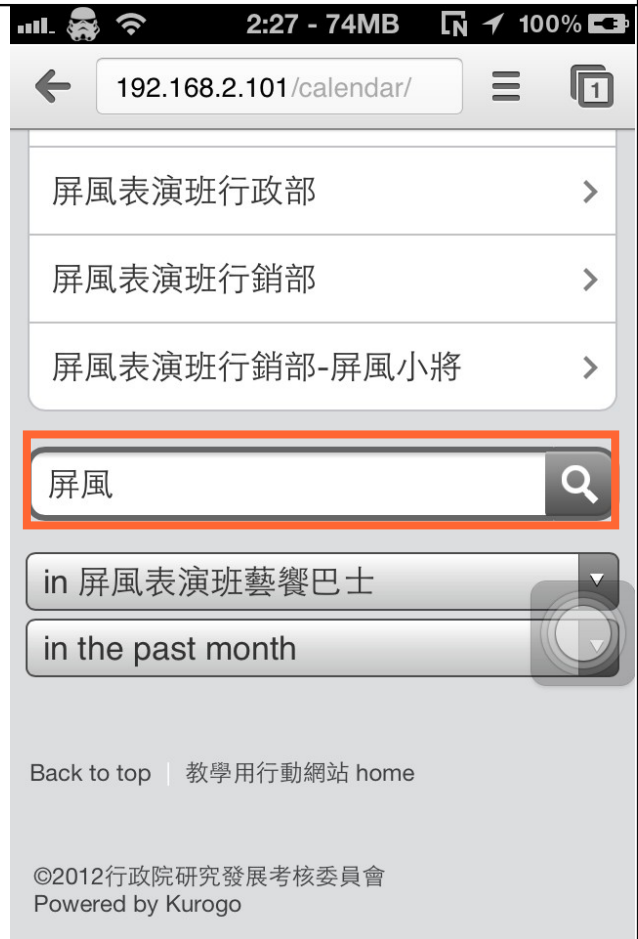 2:27 - 74MB 100%
192.168.2.101/calendar/ 1
屏風表演班行政部
屏風表演班行銷部
屏風表演班行銷部-屏風小將
屏風
in 屏風表演班藝饗巴士
in the past month
Back to top 教學用行動網站 home
©2012行政院研究發展考核委員會
Powered by Kurogo